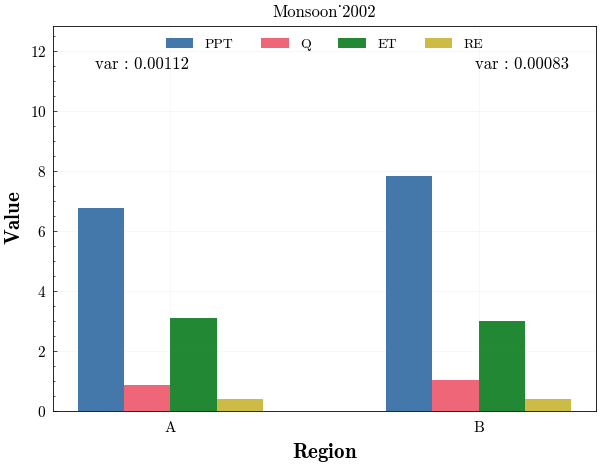 Monsoon˙2002
PPT Q ET RE
var : 0.00112 var : 0.00083
12
10
8
6
4
2
0
Value
A B
Region